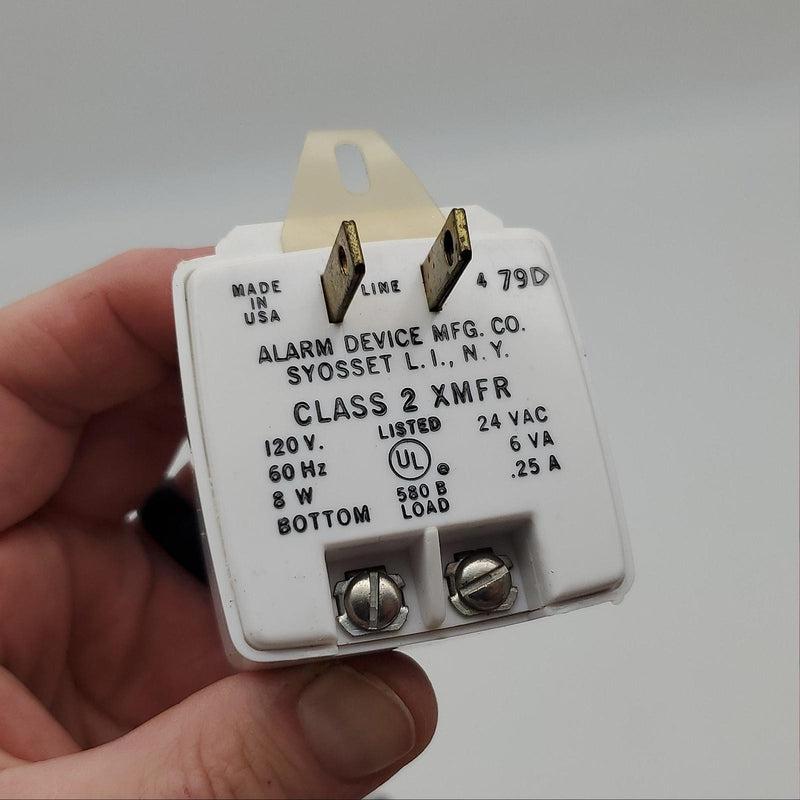 MADE
IN
USA
LINE
4 79D
ALARM DEVICE MFG. CO.
SYOSSET L.I., N.Y.
CLASS 2 XMFR
LISTED
UL
®
580 B
LOAD
120 V.
60 Hz
8 W
BOTTOM
24 VAC
6 VA
.25 A